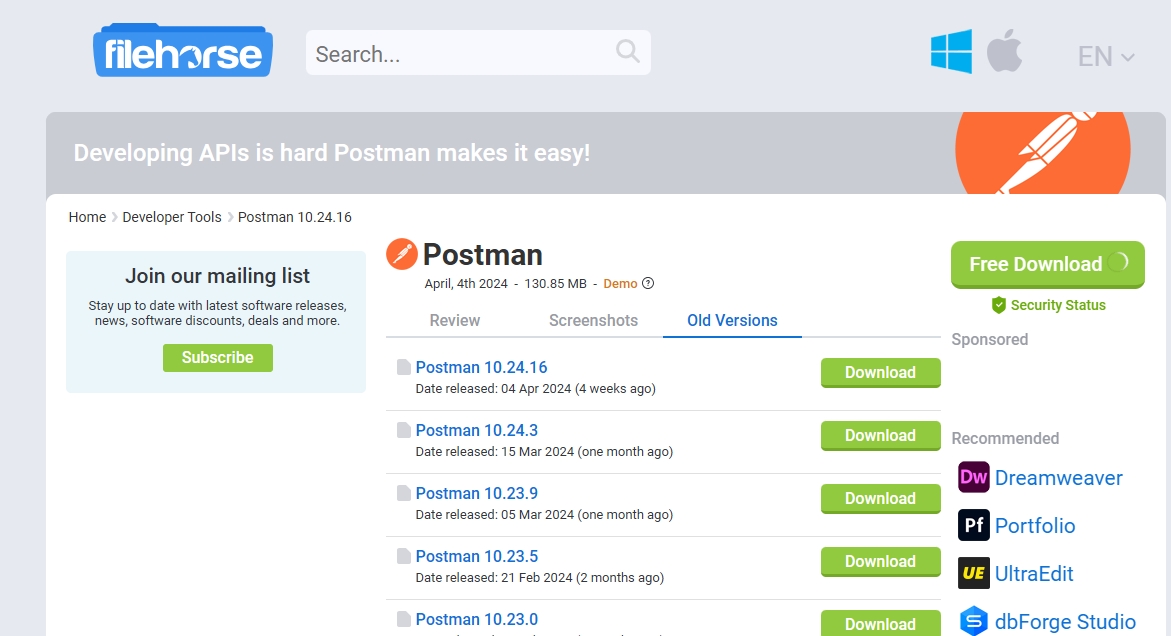 filehorse
Search...
EN
Developing APIs is hard Postman makes it easy!
Home > Developer Tools > Postman 10.24.16
Join our mailing list
Stay up to date with latest software releases,
news, software discounts, deals and more.
Subscribe
Postman
April, 4th 2024 - 130.85 MB - Demo ?
Review Screenshots Old Versions
Postman 10.24.16
Date released: 04 Apr 2024 (4 weeks ago)
Download
Postman 10.24.3
Date released: 15 Mar 2024 (one month ago)
Download
Postman 10.23.9
Date released: 05 Mar 2024 (one month ago)
Download
Postman 10.23.5
Date released: 21 Feb 2024 (2 months ago)
Download
Postman 10.23.0
Download
Free Download
Security Status
Sponsored
Recommended
Dw Dreamweaver
Pf Portfolio
UE UltraEdit
S dbForge Studio